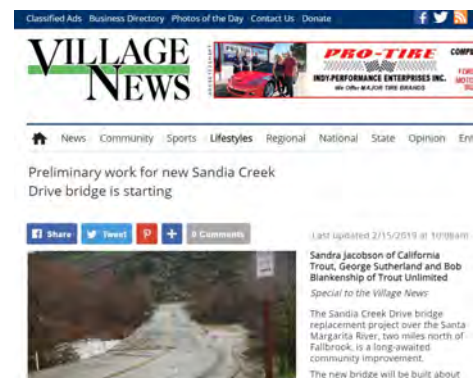 Classified Ads Business Directory Photos of the Day Contact Us Donate
VILLAGE
NEWS
PRO-TIRE
INDY-PERFORMANCE ENTERPRISES INC.
We Offer MAJOR TIRE BRANDS
News Community Sports Lifestyles Regional National State Opinion
Preliminary work for new Sandia Creek
Drive bridge is starting
Share Tweet + 0 Comments
Last updated 2/15/2019 at 10:08am
Sandra Jacobson of California
Trout, George Sutherland and Bob
Blankenship of Trout Unlimited
Special to the Village News
The Sandia Creek Drive bridge
replacement project over the Santa
Margarita River, two miles north of
Fallbrook, is a long-awaited
community improvement.
The new bridge will be built about